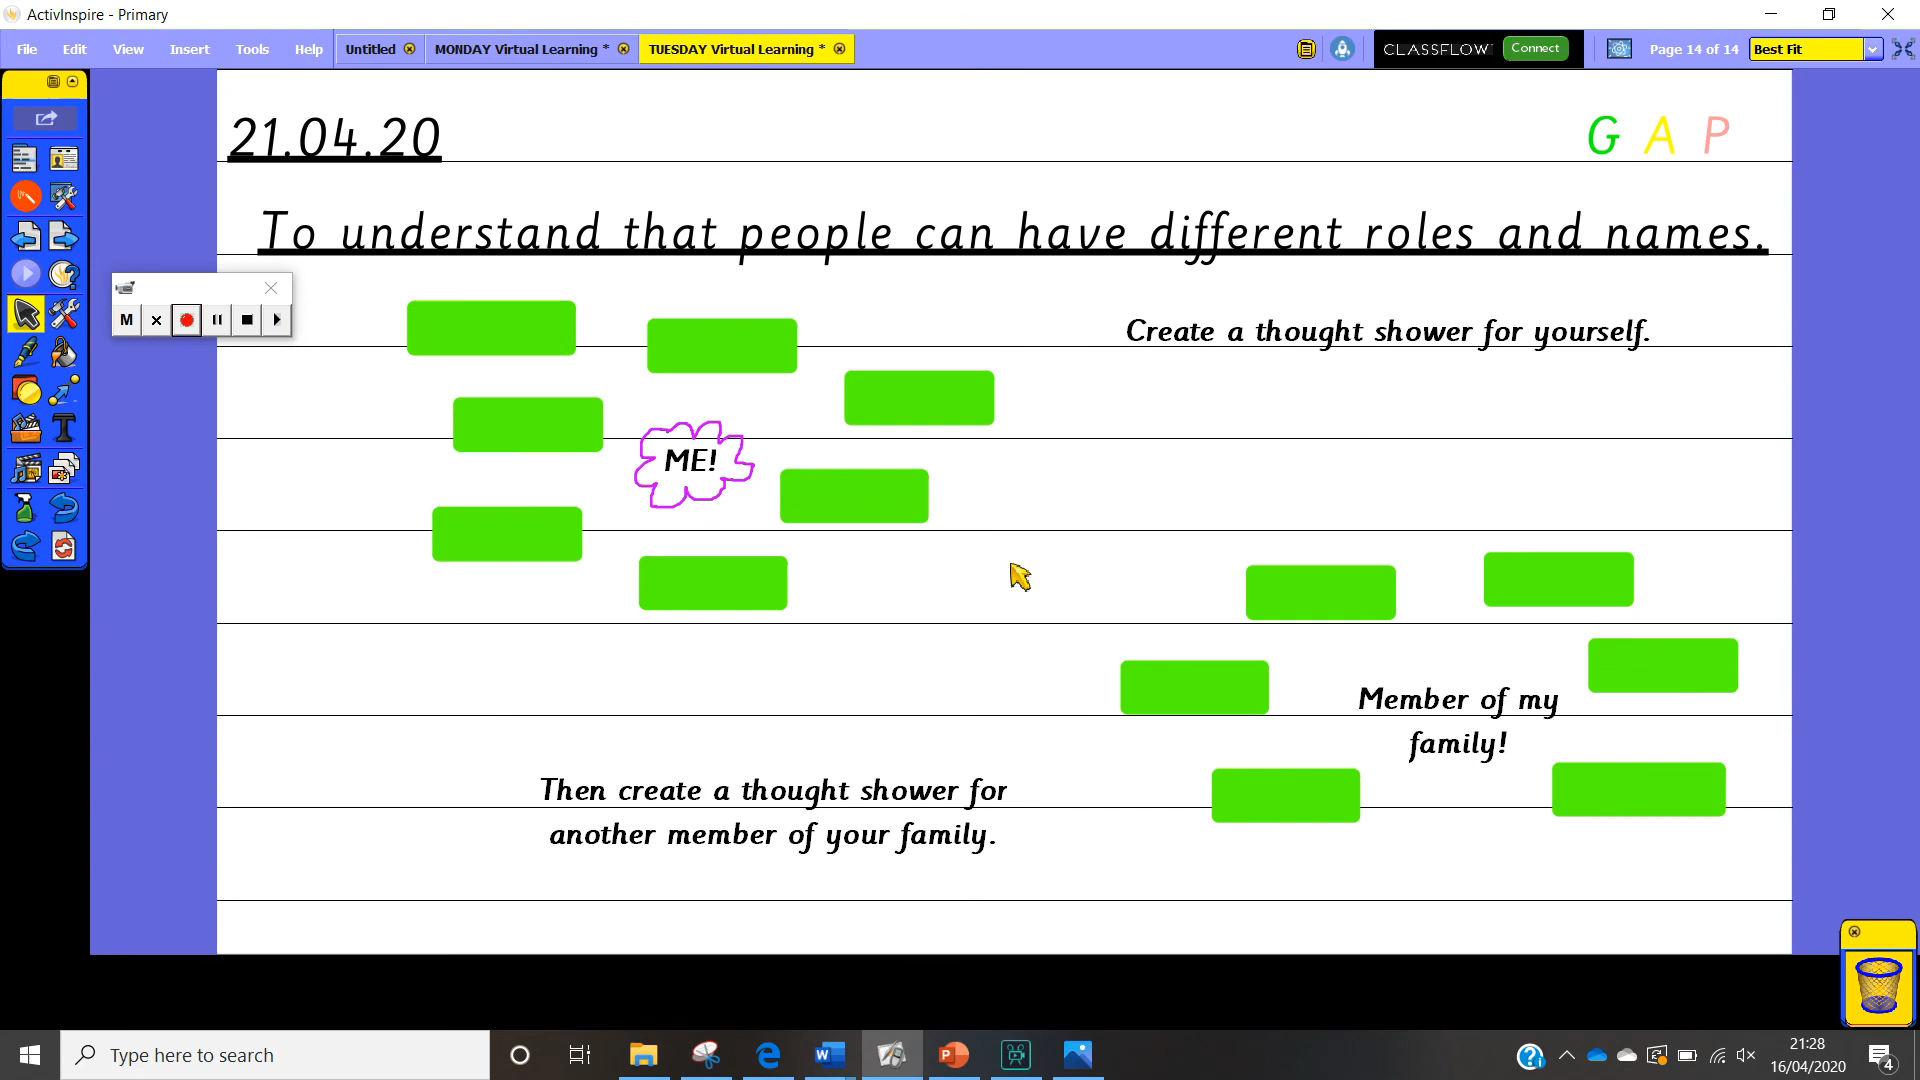 ActivInspire - Primary
File Edit View Insert Tools Help
Untitled MONDAY Virtual Learning * TUESDAY Virtual Learning *
CLASSFLOW Connect
Page 14 of 14 Best Fit
21.04.20
G A P
To understand that people can have different roles and names.
M
Create a thought shower for yourself.
ME!
Member of my
family!
Then create a thought shower for
another member of your family.
Type here to search
21:28
16/04/2020
4